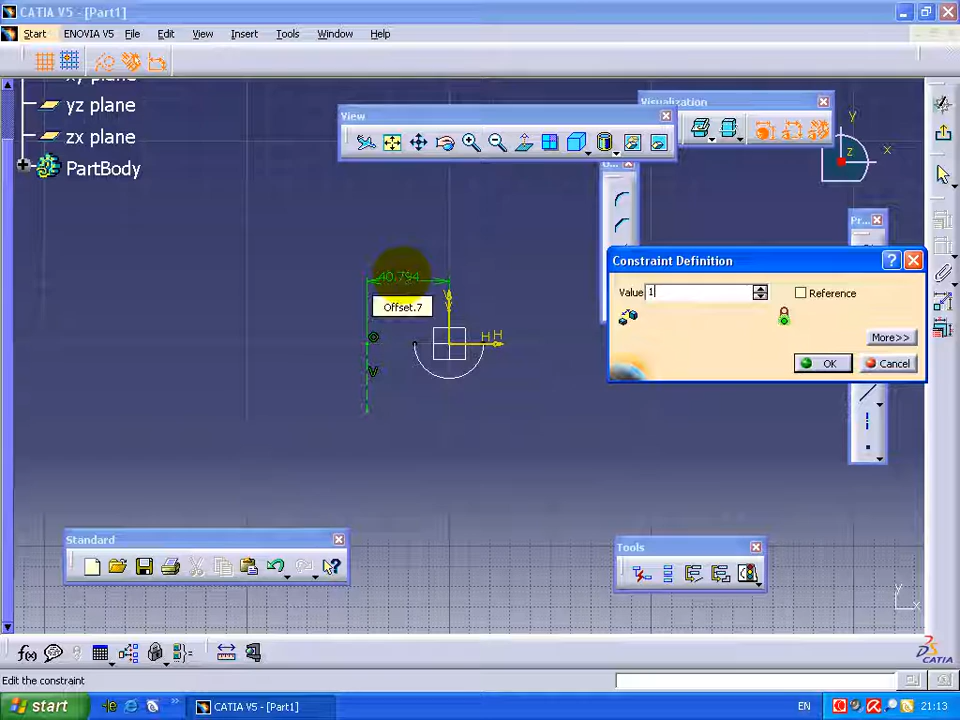 CATIA V5 - [Part1]
Start ENOVIA V5 File Edit View Insert Tools Window Help
yz plane
zx plane
PartBody
View
Visualization
y
x
z
Pr...
40,794
Offset.7
H H
V
Constraint Definition
Value 1
Reference
More>>
OK Cancel
Standard
Tools
f(x)
y
x
CATIA
Edit the constraint
start
CATIA V5 - [Part1]
EN
21:13